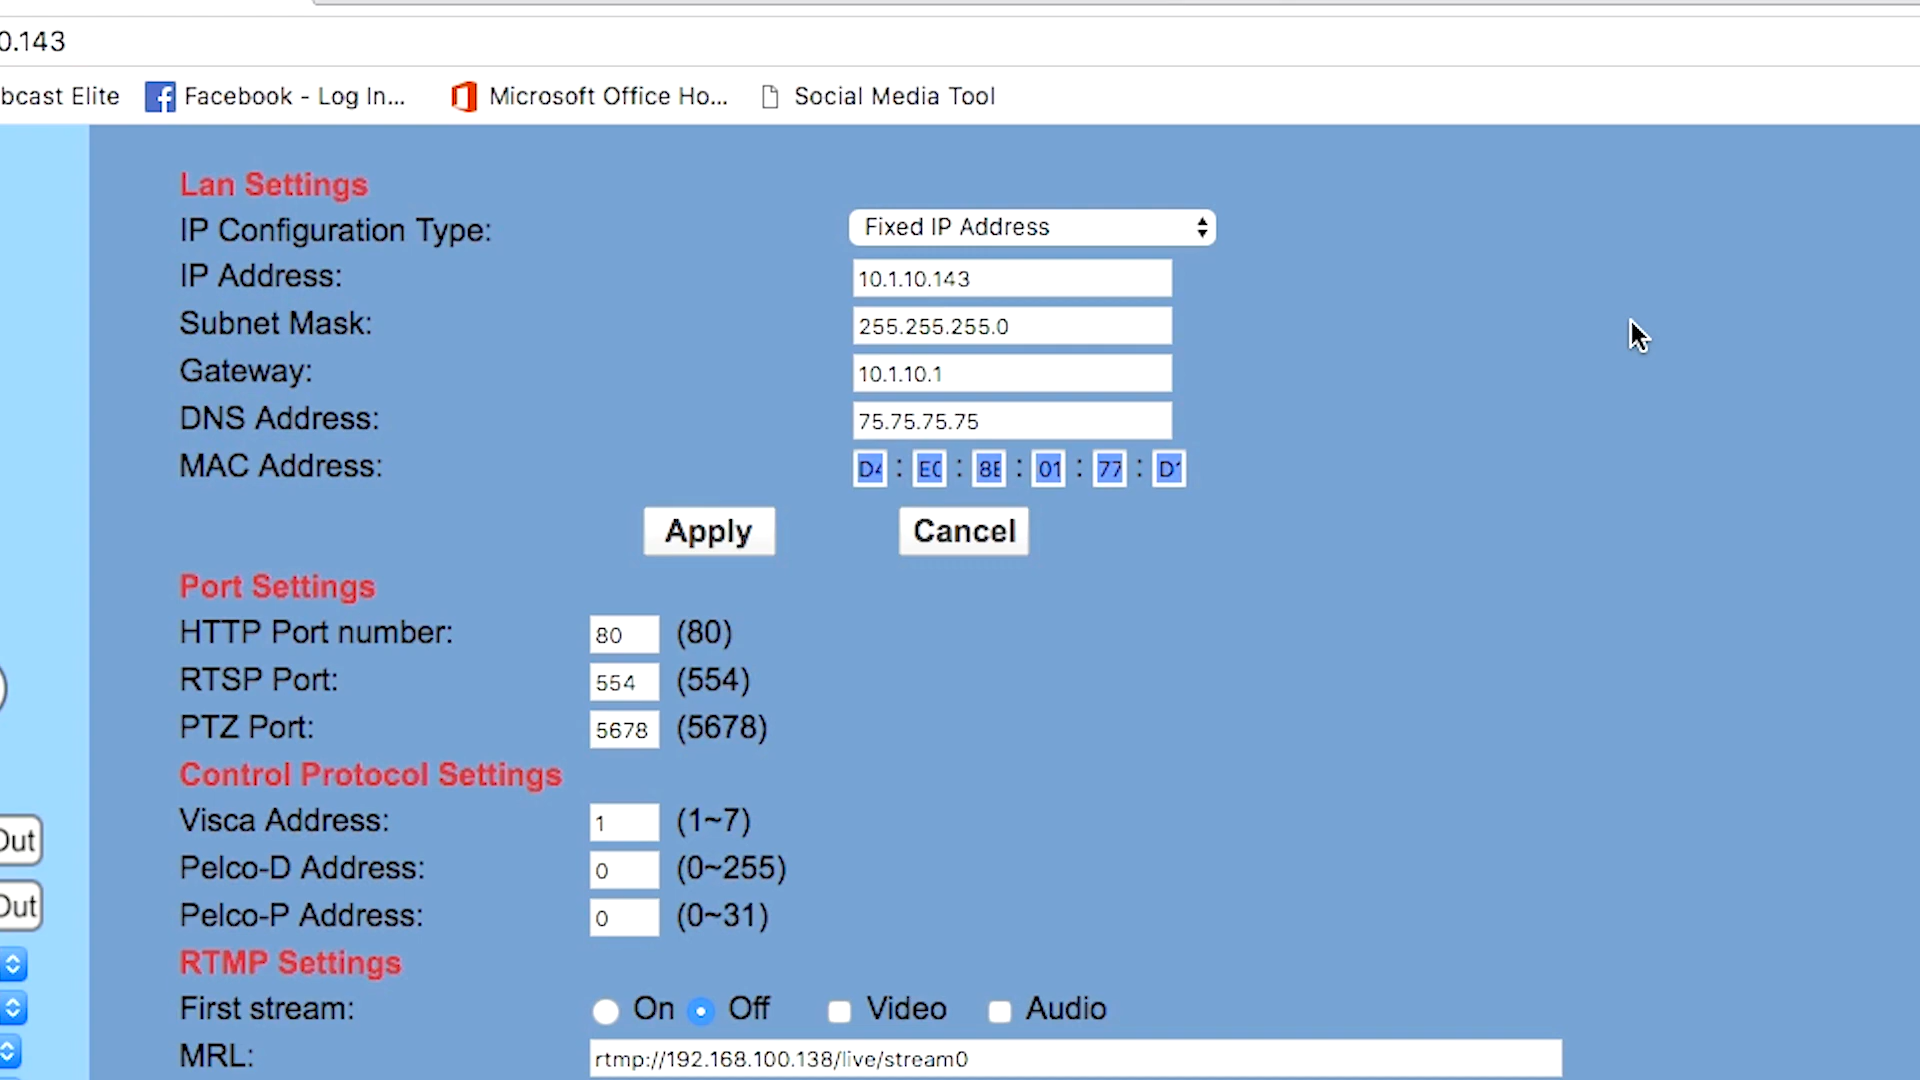 0.143
bcast Elite Facebook - Log In... Microsoft Office Ho... Social Media Tool
Lan Settings
IP Configuration Type: Fixed IP Address
IP Address: 10.1.10.143
Subnet Mask: 255.255.255.0
Gateway: 10.1.10.1
DNS Address: 75.75.75.75
MAC Address: D4 : EC : 8E : 01 : 77 : D
Apply Cancel
Port Settings
HTTP Port number: 80 (80)
RTSP Port: 554 (554)
PTZ Port: 5678 (5678)
Control Protocol Settings
Visca Address: 1 (1~7)
Out
Pelco-D Address: 0 (0~255)
Out
Pelco-P Address: 0 (0~31)
RTMP Settings
First stream: On Off Video Audio
MRL: rtmp://192.168.100.138/live/stream0